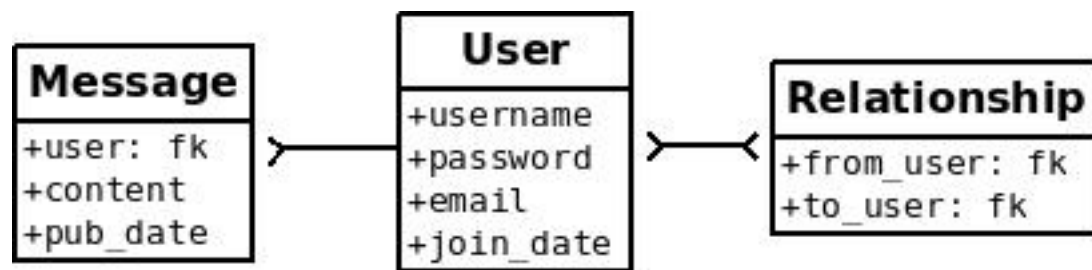 Message
+user: fk
+content
+pub_date
User
+username
+password
+email
+join_date
Relationship
+from_user: fk
+to_user: fk